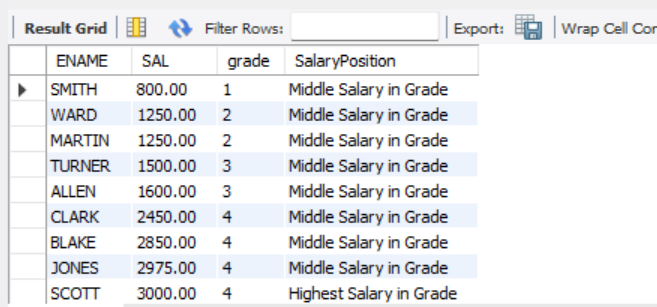 Result Grid Filter Rows: Export: Wrap Cell Con
ENAME SAL grade SalaryPosition
SMITH 800.00 1 Middle Salary in Grade
WARD 1250.00 2 Middle Salary in Grade
MARTIN 1250.00 2 Middle Salary in Grade
TURNER 1500.00 3 Middle Salary in Grade
ALLEN 1600.00 3 Middle Salary in Grade
CLARK 2450.00 4 Middle Salary in Grade
BLAKE 2850.00 4 Middle Salary in Grade
JONES 2975.00 4 Middle Salary in Grade
SCOTT 3000.00 4 Highest Salary in Grade